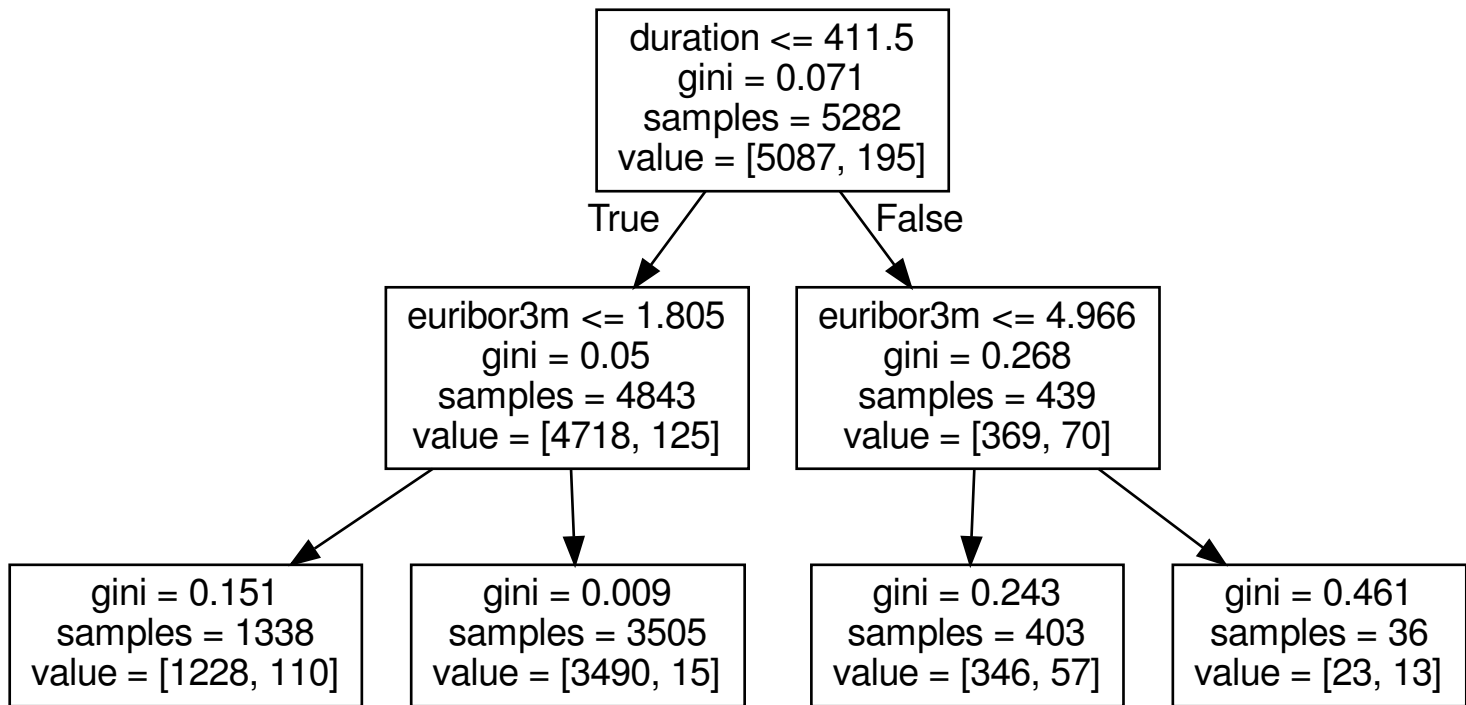 duration <= 411.5
gini = 0.071
samples = 5282
value = [5087, 195]
True
False
euribor3m <= 1.805
gini = 0.05
samples = 4843
value = [4718, 125]
euribor3m <= 4.966
gini = 0.268
samples = 439
value = [369, 70]
gini = 0.151
samples = 1338
value = [1228, 110]
gini = 0.009
samples = 3505
value = [3490, 15]
gini = 0.243
samples = 403
value = [346, 57]
gini = 0.461
samples = 36
value = [23, 13]